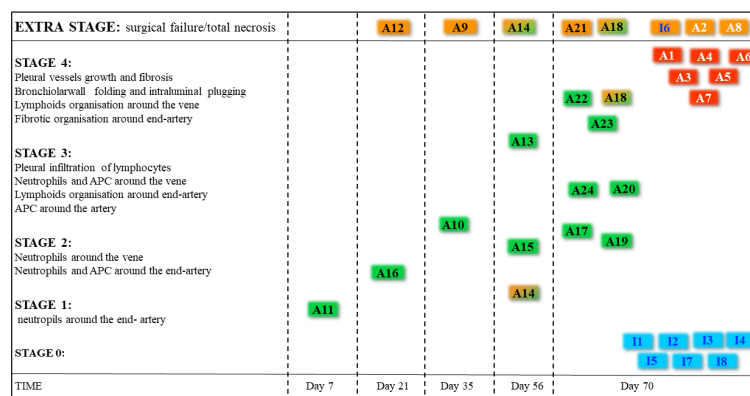 EXTRA STAGE: surgical failure/total necrosis
A12 A9 A14 A21 A18 I6 A2 A8
STAGE 4:
Pleural vessels growth and fibrosis
Bronchiolarwall folding and intraluminal plugging
Lymphoids organisation around the vene
Fibrotic organisation around end-artery
A1 A4 A6
A3 A5
A22 A18 A7
A23
A13
STAGE 3:
Pleural infiltration of lymphocytes
Neutrophils and APC around the vene
Lymphoids organisation around end-artery
APC around the artery
A24 A20
A10 A17
STAGE 2:
Neutrophils around the vene
Neutrophils and APC around the end-artery
A15 A19
A16
STAGE 1:
neutropils around the end- artery
A14
A11
STAGE 0:
I1 I2 I3 I4
I5 I7 I8
TIME Day 7 Day 21 Day 35 Day 56 Day 70